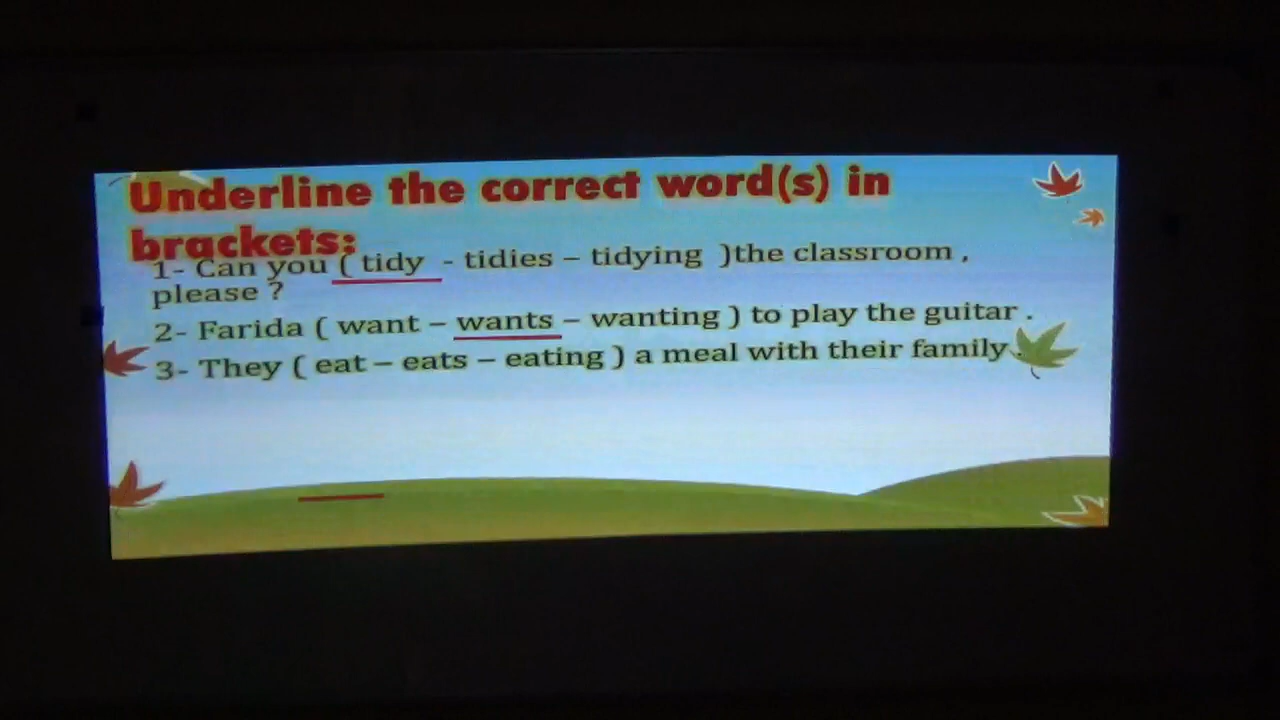 Underline the correct word(s) in
brackets:
1- Can you ( tidy - tidies – tidying )the classroom ,
please ?
2- Farida ( want – wants – wanting ) to play the guitar .
3- They ( eat – eats – eating ) a meal with their family .